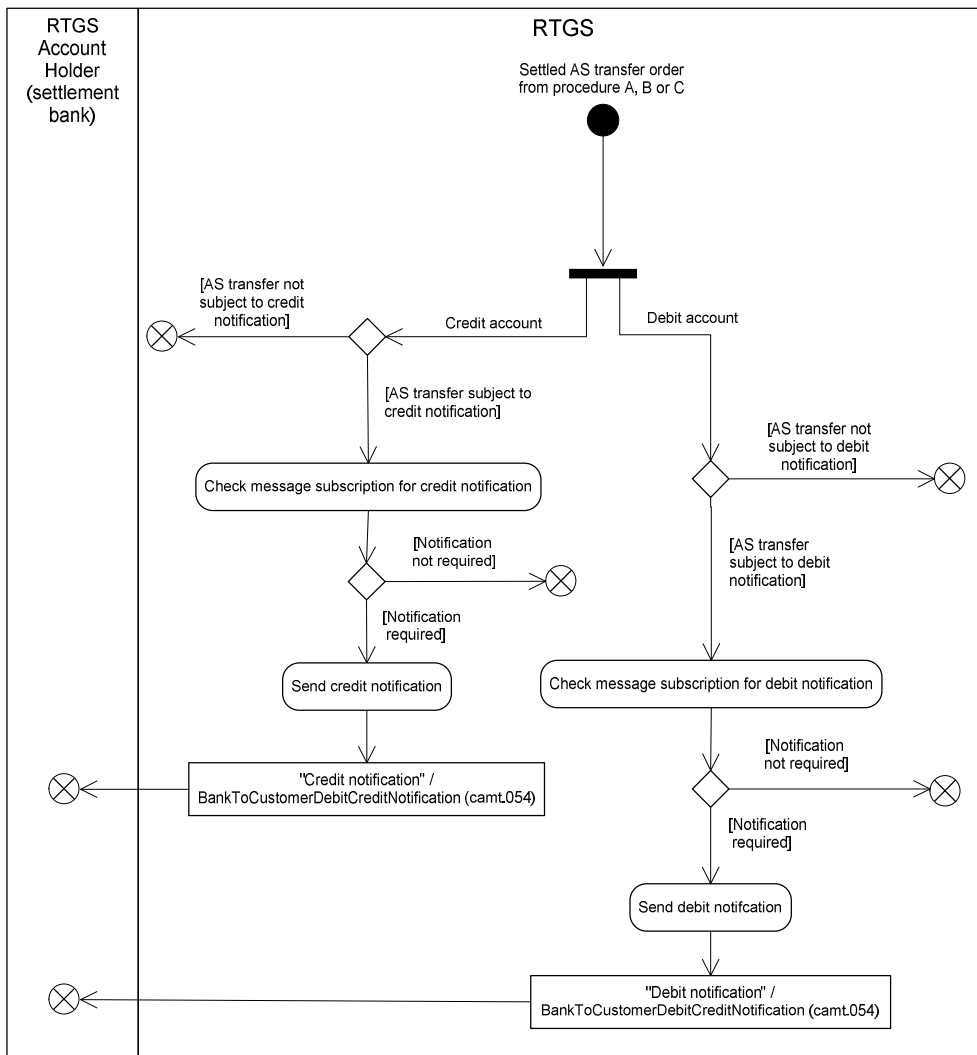 RTGS
Account
Holder
(settlement
bank)
RTGS
Settled AS transfer order
from procedure A, B or C
[AS transfer not
subject to credit
notification]
Credit account
Debit account
[AS transfer subject to
credit notification]
[AS transfer not
subject to debit
notification]
Check message subscription for credit notification
[Notification
not required]
[AS transfer
subject to debit
notification]
[Notification
required]
Send credit notification
Check message subscription for debit notification
"Credit notification" /
BankToCustomerDebitCreditNotification (camt.054)
[Notification
not required]
[Notification
required]
Send debit notifcation
"Debit notification" /
BankToCustomerDebitCreditNotification (camt.054)